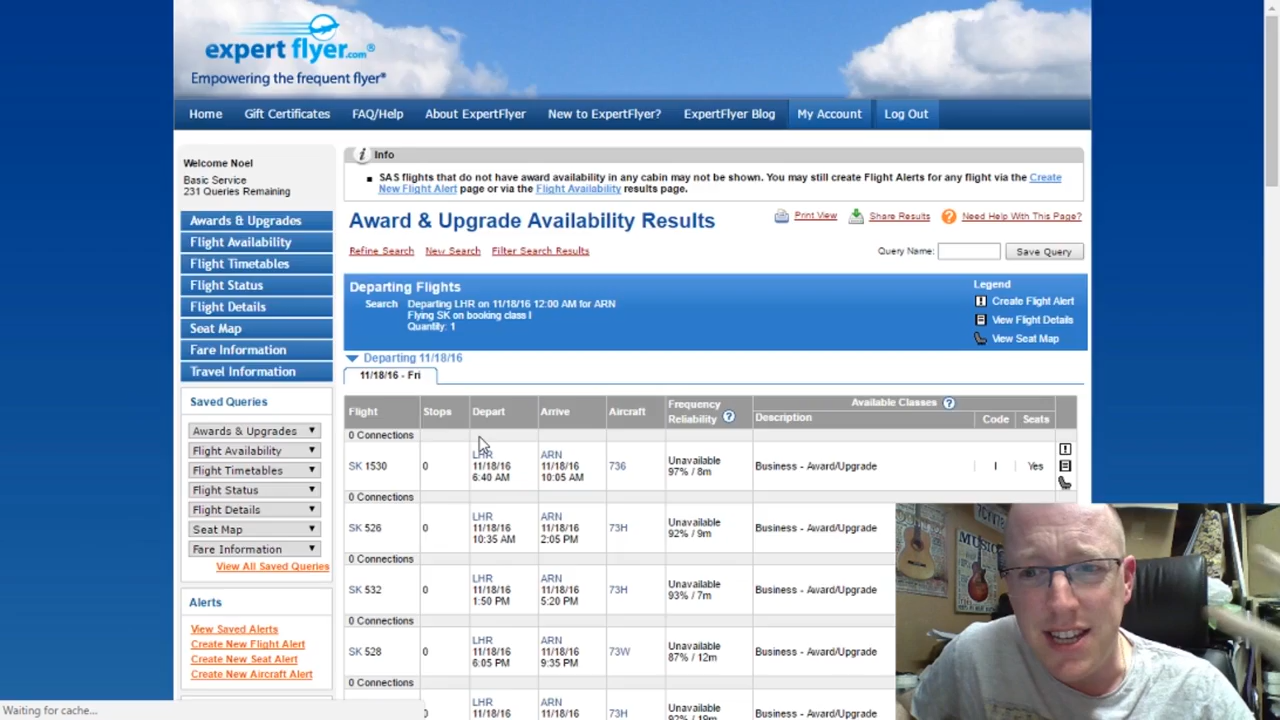 expert flyer.com®
Empowering the frequent flyer®
Home Gift Certificates FAQ/Help About ExpertFlyer New to ExpertFlyer? ExpertFlyer Blog My Account Log Out
Welcome Noel
Basic Service
231 Queries Remaining
Awards & Upgrades
Flight Availability
Flight Timetables
Flight Status
Flight Details
Seat Map
Fare Information
Travel Information
Saved Queries
Awards & Upgrades
Flight Availability
Flight Timetables
Flight Status
Flight Details
Seat Map
Fare Information
View All Saved Queries
Alerts
View Saved Alerts
Create New Flight Alert
Create New Seat Alert
Create New Aircraft Alert
Waiting for cache...
i Info
SAS flights that do not have award availability in any cabin may not be shown. You may still create Flight Alerts for any flight via the Create
New Flight Alert page or via the Flight Availability results page.
Award & Upgrade Availability Results
Print View Share Results ? Need Help With This Page?
Refine Search New Search Filter Search Results
Query Name: Save Query
Departing Flights
Search Departing LHR on 11/18/16 12:00 AM for ARN
Flying SK on booking class I
Quantity: 1
Legend
Create Flight Alert
View Flight Details
View Seat Map
Departing 11/18/16
11/18/16 - Fri
Flight Stops Depart Arrive Aircraft Frequency Reliability ? Available Classes ?
Description Code Seats
0 Connections
SK 1530 0 LHR 11/18/16 6:40 AM ARN 11/18/16 10:05 AM 736 Unavailable 97% / 8m Business - Award/Upgrade I Yes
0 Connections
SK 526 0 LHR 11/18/16 10:35 AM ARN 11/18/16 2:05 PM 73H Unavailable 92% / 9m Business - Award/Upgrade
0 Connections
SK 532 0 LHR 11/18/16 1:50 PM ARN 11/18/16 5:20 PM 73H Unavailable 93% / 7m Business - Award/Upgrade
0 Connections
SK 528 0 LHR 11/18/16 6:05 PM ARN 11/18/16 9:35 PM 73W Unavailable 87% / 12m Business - Award/Upgrade
0 Connections
0 LHR 11/18/16 ARN 11/18/16 73H Unavailable Business - Award/Upgrade
MUSIC